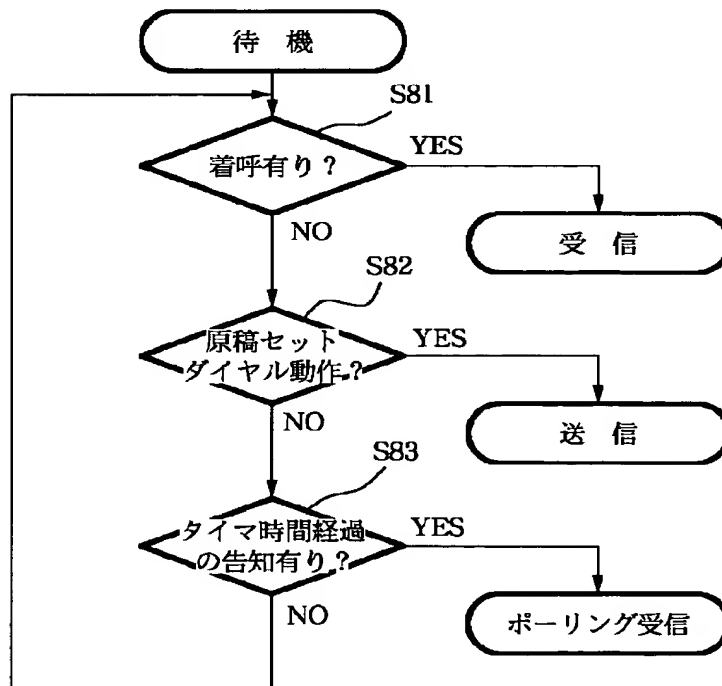 待 機
S81
着呼有り？
YES
NO
受 信
S82
原稿セット
ダイヤル動作？
YES
NO
送 信
S83
タイマ時間経過
の告知有り？
YES
NO
ポーリング受信